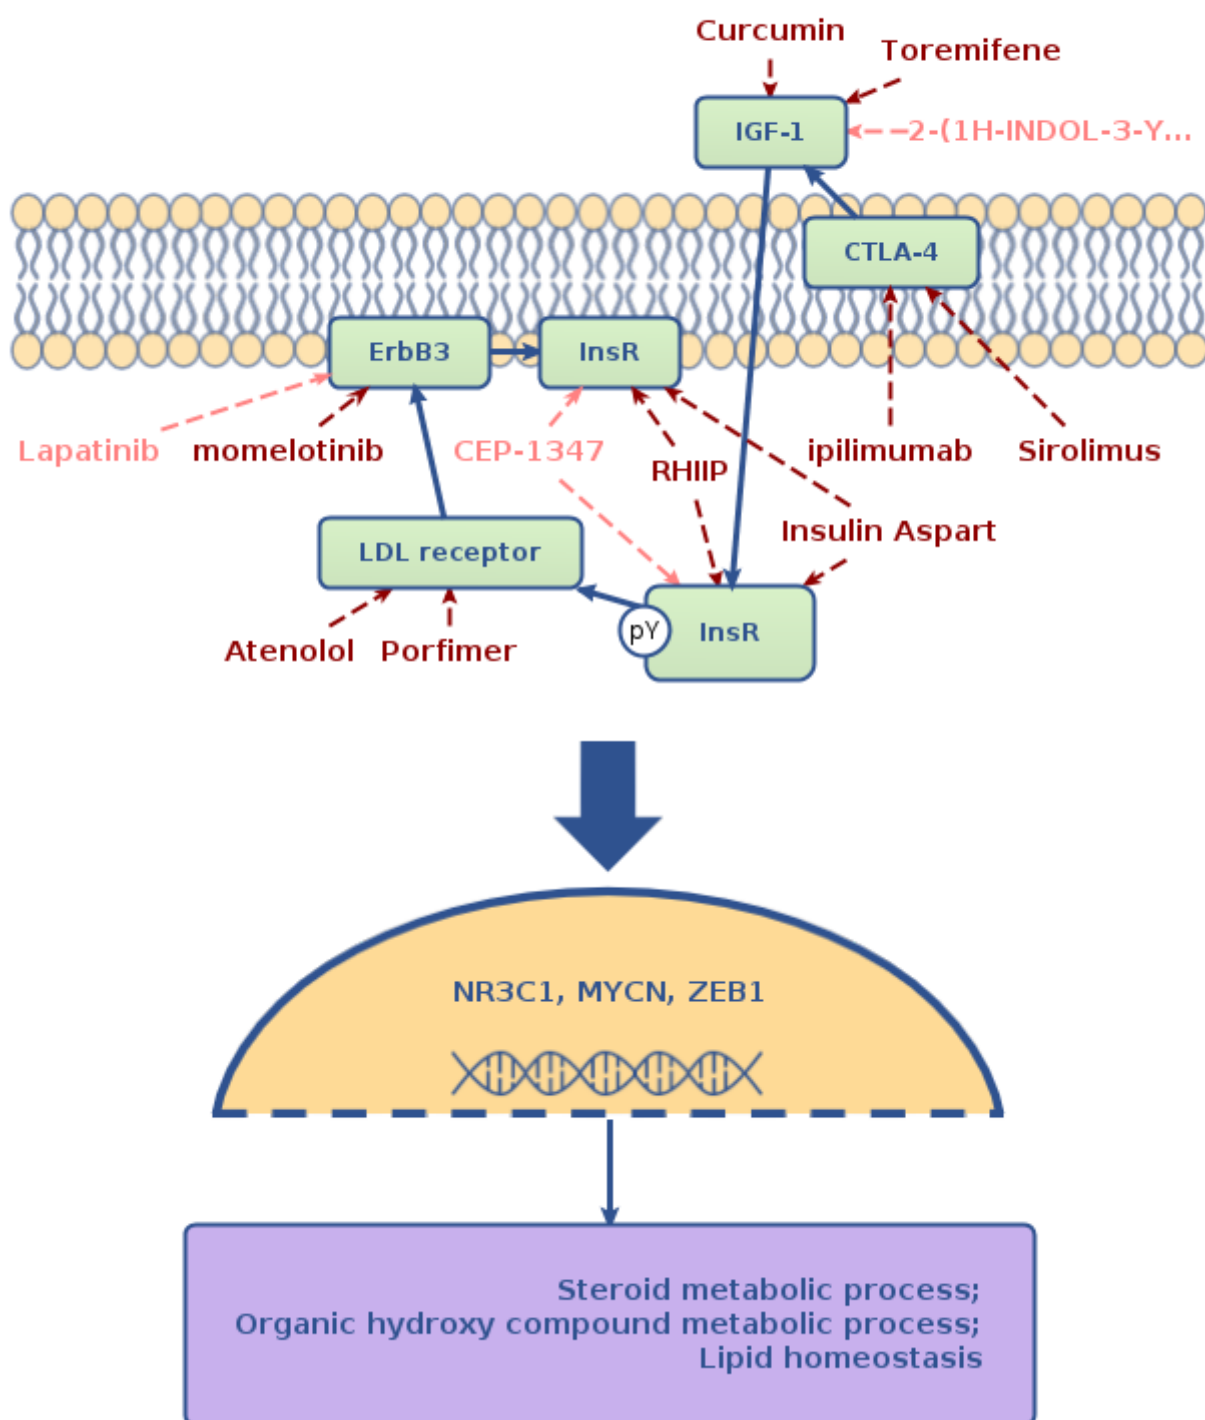 Curcumin
Toremifene
IGF-1
2-(1H-INDOL-3-Y...
CTLA-4
ErbB3
InsR
Lapatinib
momelotinib
CEP-1347
RHIIP
ipilimumab
Sirolimus
Insulin Aspart
LDL receptor
pY
InsR
Atenolol
Porfimer
NR3C1, MYCN, ZEB1
Steroid metabolic process;
Organic hydroxy compound metabolic process;
Lipid homeostasis